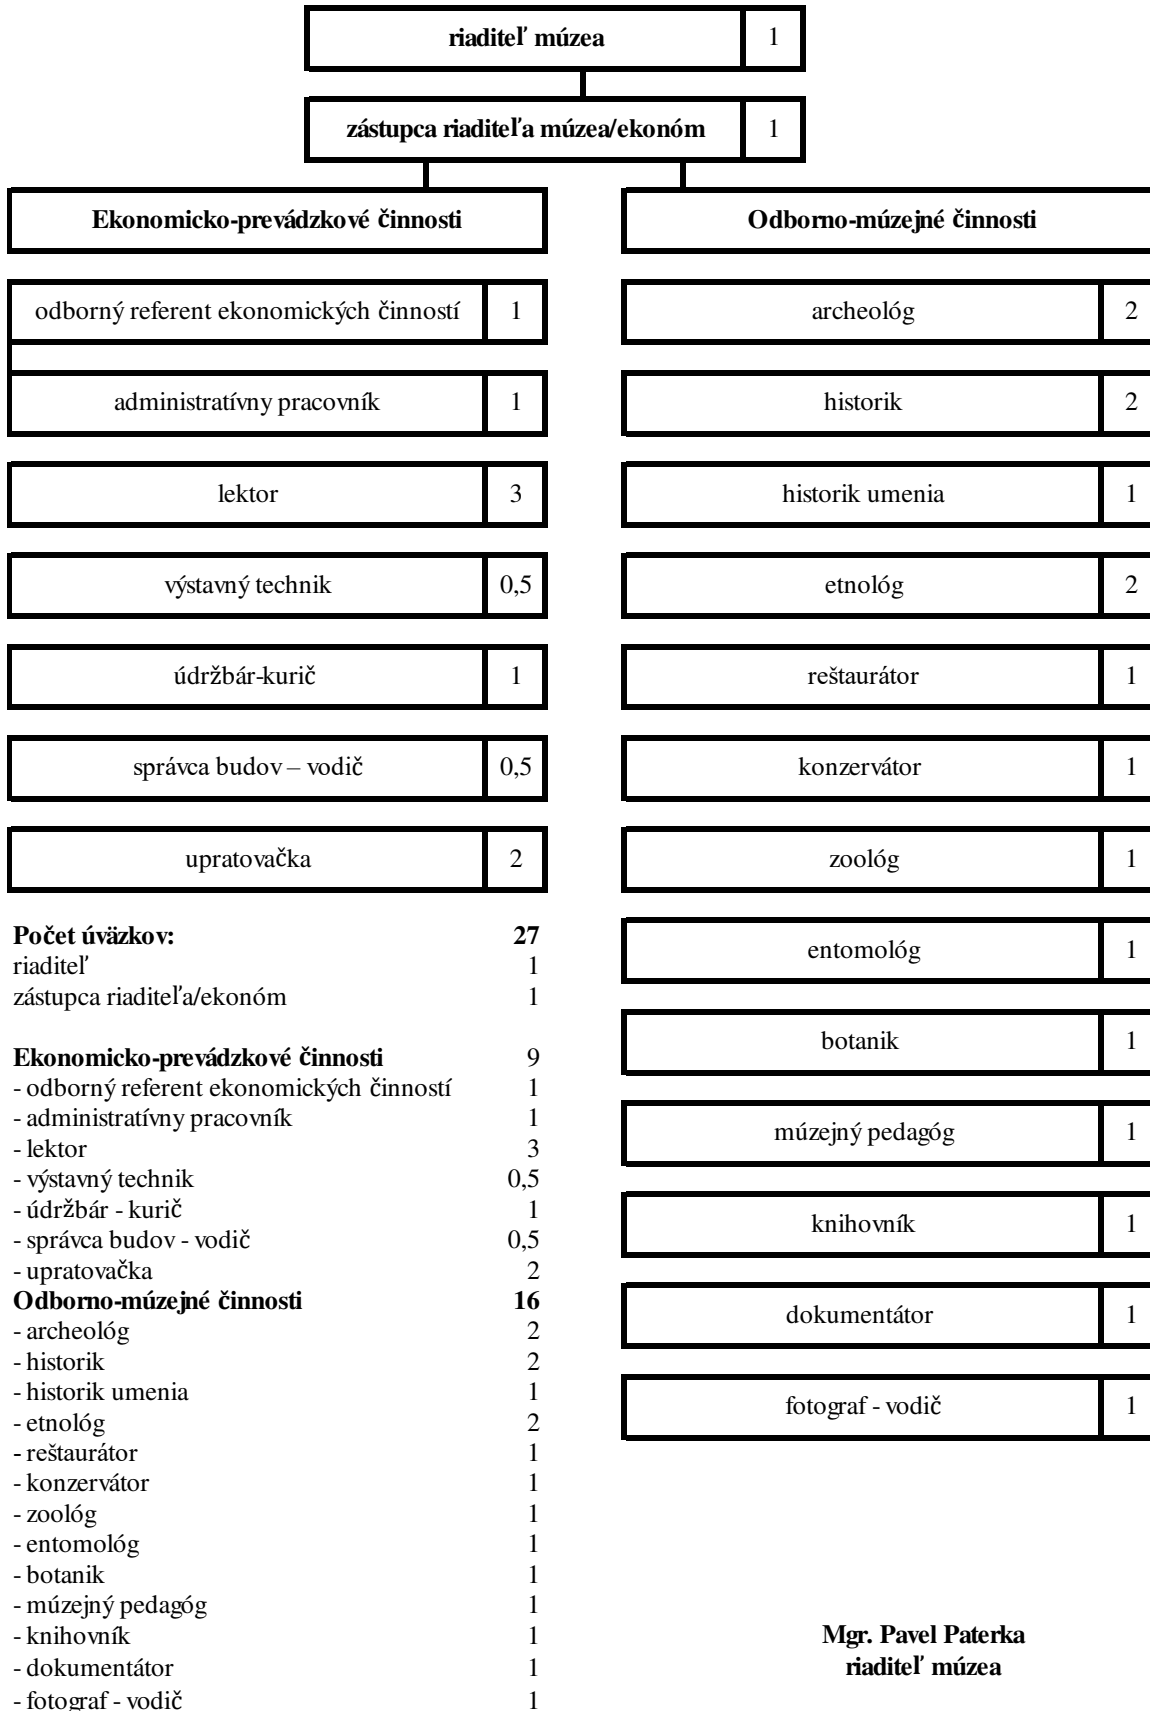 riaditeľ múzea 1
zástupca riaditeľa múzea/ekonóm 1
Ekonomicko-prevádzkové činnosti
odborný referent ekonomických činností 1
administratívny pracovník 1
lektor 3
výstavný technik 0,5
údržbár-kurič 1
správca budov – vodič 0,5
upratovačka 2
Odborno-múzejné činnosti
archeológ 2
historik 2
historik umenia 1
etnológ 2
reštaurátor 1
konzervátor 1
zoológ 1
entomológ 1
botanik 1
múzejný pedagóg 1
knihovník 1
dokumentátor 1
fotograf - vodič 1
Počet úväzkov: 27
riaditeľ 1
zástupca riaditeľa/ekonóm 1
Ekonomicko-prevádzkové činnosti 9
- odborný referent ekonomických činností 1
- administratívny pracovník 1
- lektor 3
- výstavný technik 0,5
- údržbár - kurič 1
- správca budov - vodič 0,5
- upratovačka 2
Odborno-múzejné činnosti 16
- archeológ 2
- historik 2
- historik umenia 1
- etnológ 2
- reštaurátor 1
- konzervátor 1
- zoológ 1
- entomológ 1
- botanik 1
- múzejný pedagóg 1
- knihovník 1
- dokumentátor 1
- fotograf - vodič 1
Mgr. Pavel Paterka
riaditeľ múzea